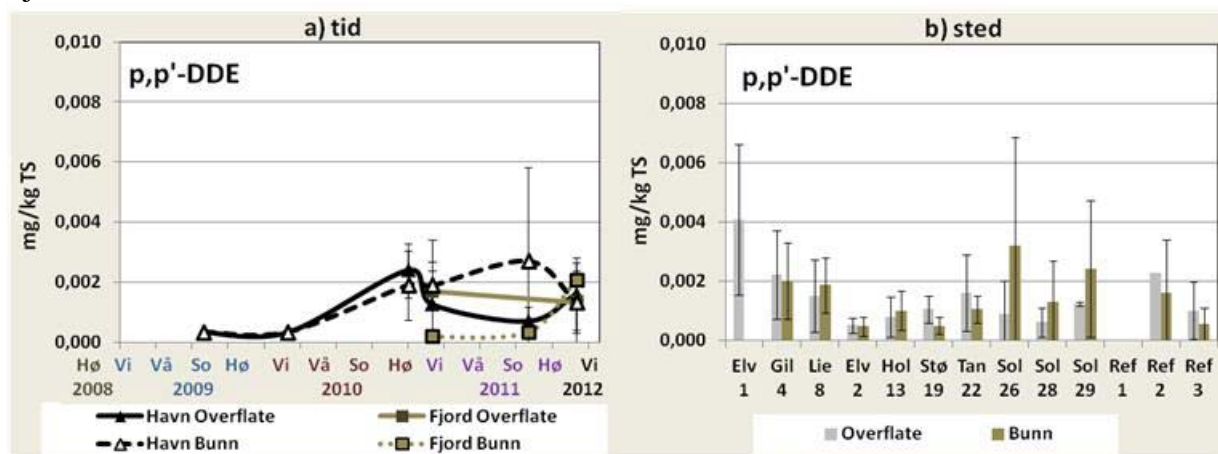 a) tid
p,p'-DDE
mg/kg TS
0,010
0,008
0,006
0,004
0,002
0,000
Hø Vi Vå So Hø Vi Vå So Hø Vi Vå So Hø Vi
2008 2009 2010 2011 2012
Havn Overflate Fjord Overflate
Havn Bunn Fjord Bunn
b) sted
p,p'-DDE
mg/kg TS
0,010
0,008
0,006
0,004
0,002
0,000
Elv Gil Lie Elv Hol Stø Tan Sol Sol Sol Ref Ref Ref
1 4 8 2 13 19 22 26 28 29 1 2 3
Overflate Bunn